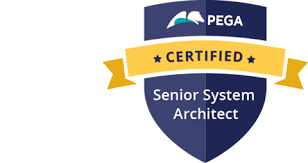 PEGA
CERTIFIED
Senior System
Architect